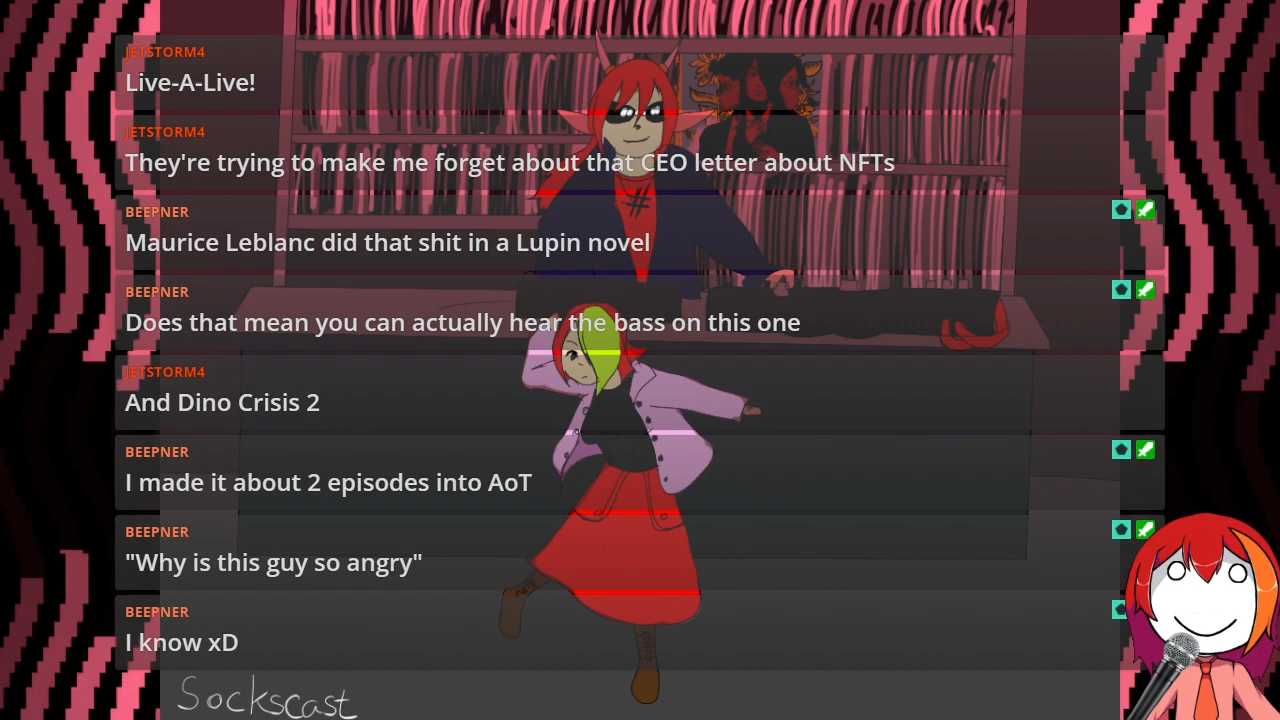 JETSTORM4
Live-A-Live!
JETSTORM4
They're trying to make me forget about that CEO letter about NFTs
BEEPNER
Maurice Leblanc did that shit in a Lupin novel
BEEPNER
Does that mean you can actually hear the bass on this one
JETSTORM4
And Dino Crisis 2
BEEPNER
I made it about 2 episodes into AoT
BEEPNER
"Why is this guy so angry"
BEEPNER
I know xD
Sockscast